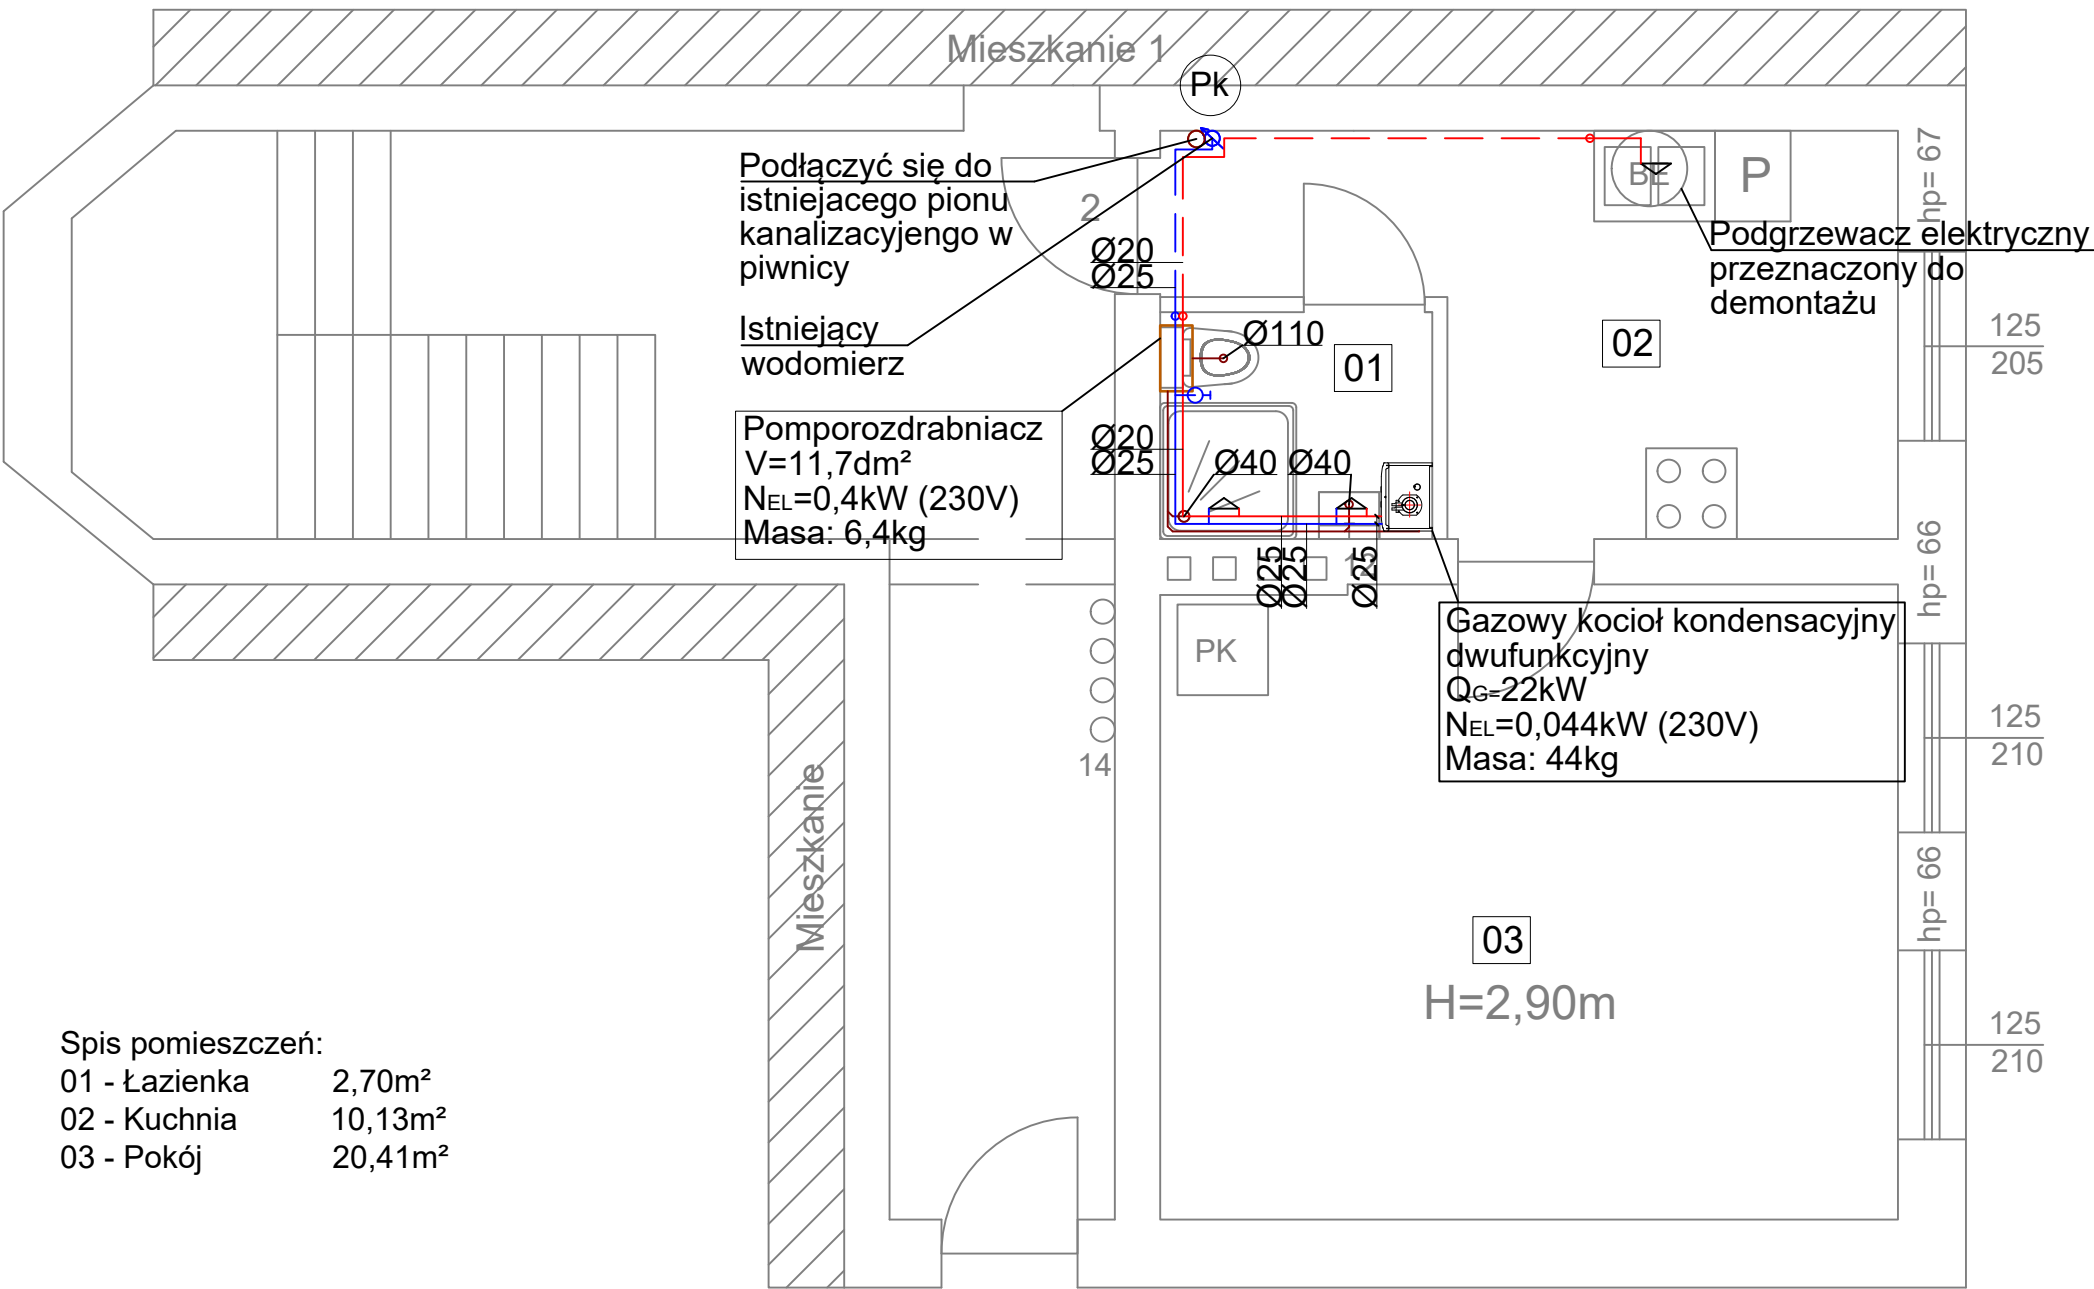 Mieszkanie 1
Pk
Podłączyć się do
istniejacego pionu
kanalizacyjengo w
piwnicy
2
BE
P
hp= 67
Podgrzewacz elektryczny
przeznaczony do
demontażu
Ø20
Ø25
Istniejący
wodomierz
Ø110
01
02
125
205
Pomporozdrabniacz
V=11,7dm²
NEL=0,4kW (230V)
Masa: 6,4kg
Ø20
Ø25
Ø40
Ø40
Ø25
Ø25
Ø25
hp= 66
PK
Gazowy kocioł kondensacyjny
dwufunkcyjny
QG=22kW
NEL=0,044kW (230V)
Masa: 44kg
125
210
14
Mieszkanie
hp= 66
03
H=2,90m
125
210
Spis pomieszczeń:
01 - Łazienka 2,70m²
02 - Kuchnia 10,13m²
03 - Pokój 20,41m²